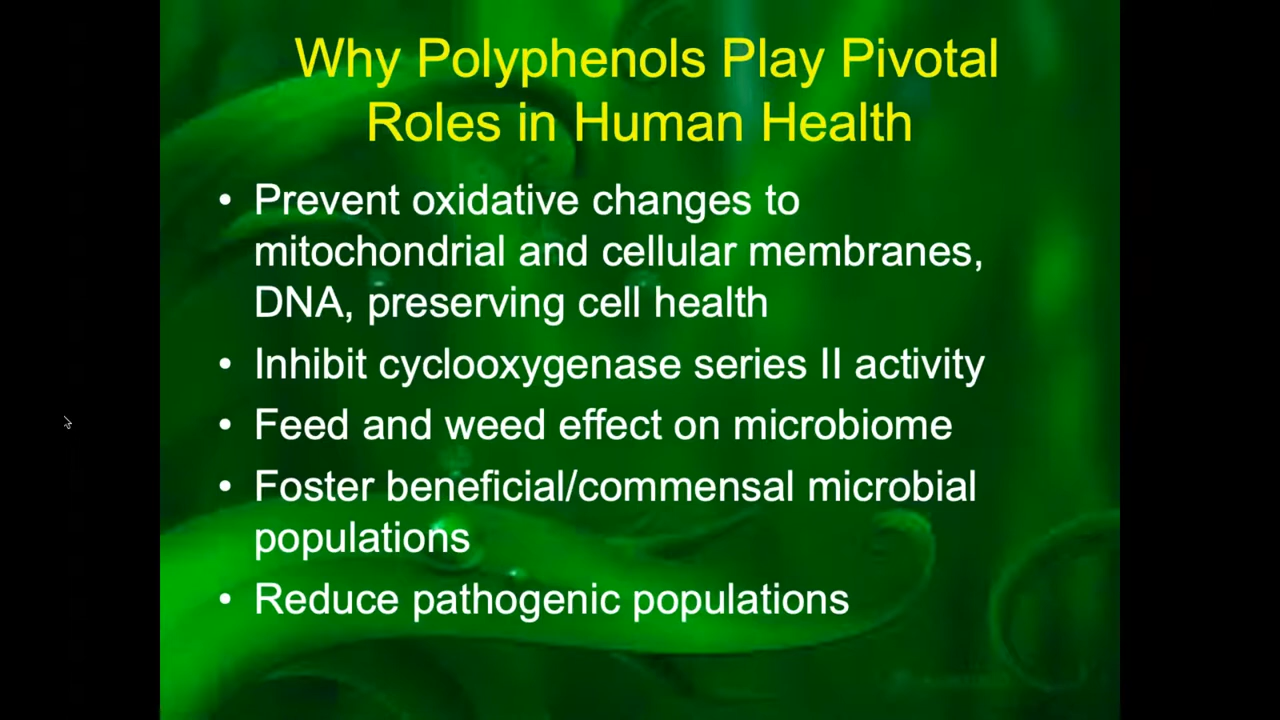 Why Polyphenols Play Pivotal
Roles in Human Health
• Prevent oxidative changes to
mitochondrial and cellular membranes,
DNA, preserving cell health
• Inhibit cyclooxygenase series II activity
• Feed and weed effect on microbiome
• Foster beneficial/commensal microbial
populations
• Reduce pathogenic populations